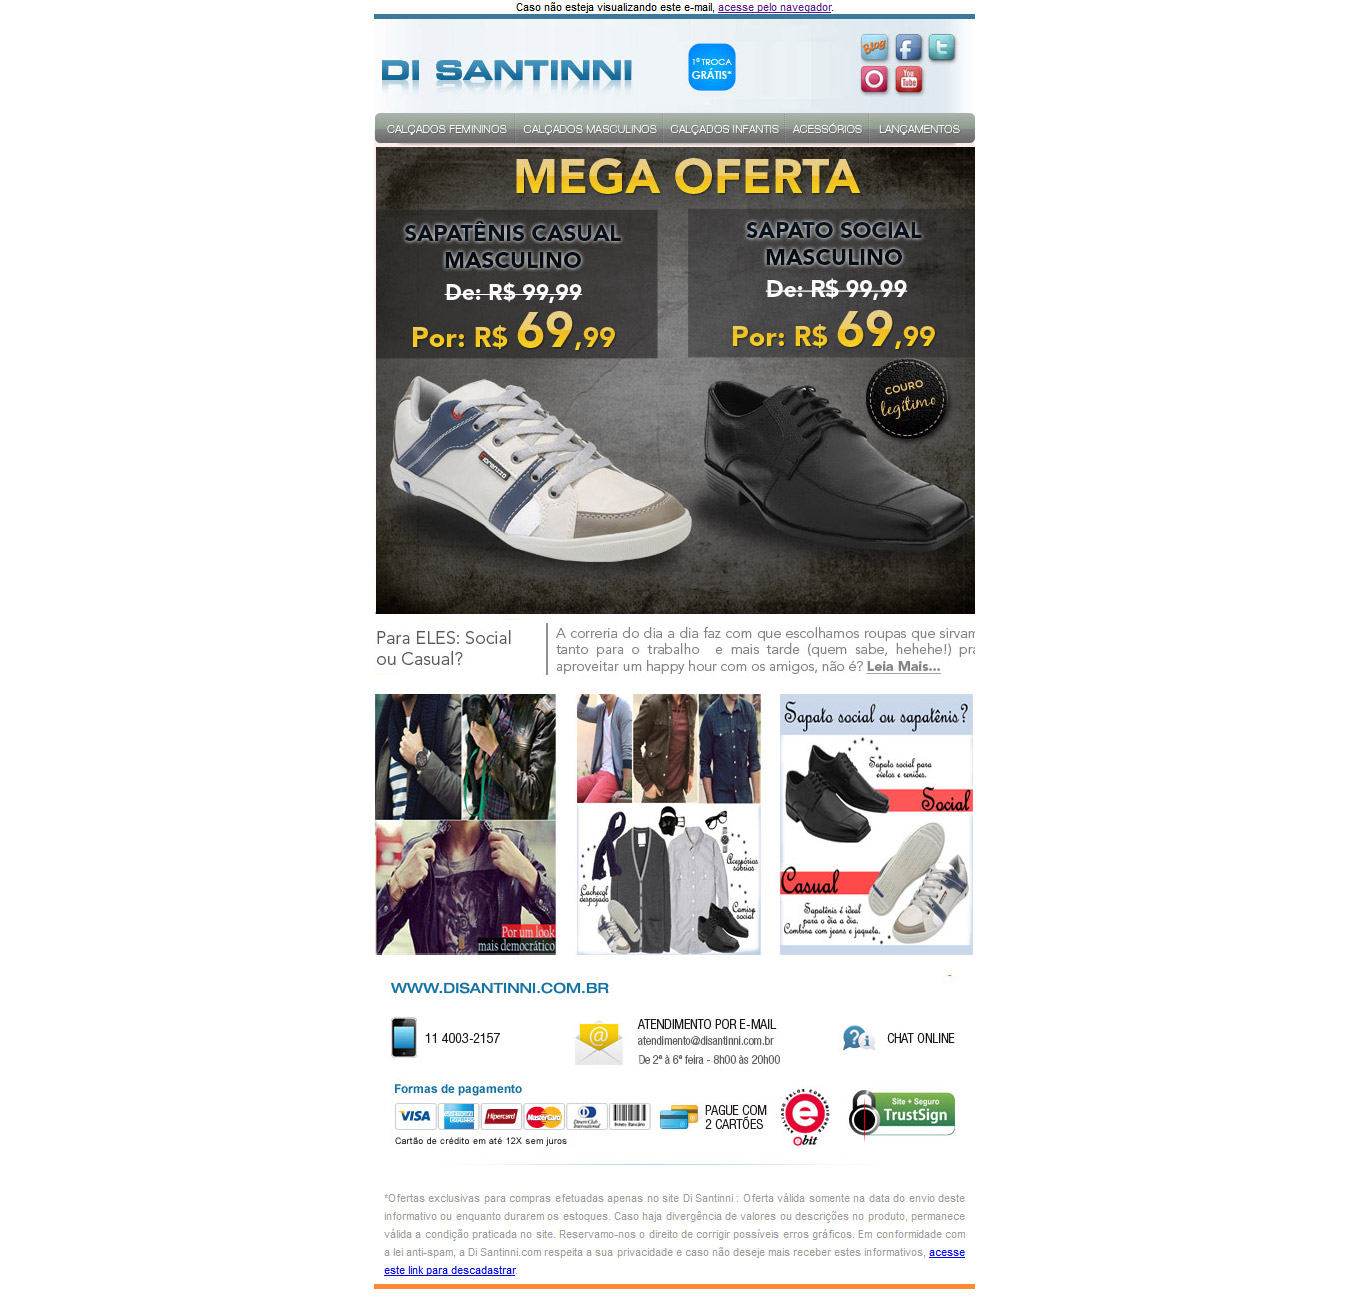 Caso não esteja visualizando este e-mail, acesse pelo navegador.
DI SANTINNI
1ª TROCA
GRÁTIS*
Blog
You
Tube
CALÇADOS FEMININOS CALÇADOS MASCULINOS CALÇADOS INFANTIS ACESSÓRIOS LANÇAMENTOS
MEGA OFERTA
SAPATÊNIS CASUAL
MASCULINO
De: R$ 99,99
Por: R$ 69,99
SAPATO SOCIAL
MASCULINO
De: R$ 99,99
Por: R$ 69,99
COURO
legítimo
Para ELES: Social
ou Casual?
A correria do dia a dia faz com que escolhamos roupas que sirvam
tanto para o trabalho e mais tarde (quem sabe, hehehe!) pra
aproveitar um happy hour com os amigos, não é? Leia Mais...
Por um look
mais democrático
Acessórios
sóbrios
Cachecol
despojado
Camisa
social
Sapato social ou sapatênis?
Sapato social para
eventos e reuniões.
Social
Casual
Sapatênis é ideal
para o dia a dia.
Combina com jeans e jaqueta.
WWW.DISANTINNI.COM.BR
11 4003-2157
ATENDIMENTO POR E-MAIL
atendimento@disantinni.com.br
De 2ª à 6ª feira - 8h00 às 20h00
CHAT ONLINE
Formas de pagamento
VISA
AMERICAN EXPRESS
Hipercard
MasterCard
Diners Club
International
Boleto Bancário
PAGUE COM
2 CARTÕES
e
ebit
Site + Seguro
TrustSign
Cartão de crédito em até 12X sem juros
*Ofertas exclusivas para compras efetuadas apenas no site Di Santinni : Oferta válida somente na data do envio deste
informativo ou enquanto durarem os estoques. Caso haja divergência de valores ou descrições no produto, permanece
válida a condição praticada no site. Reservamo-nos o direito de corrigir possíveis erros gráficos. Em conformidade com
a lei anti-spam, a Di Santinni.com respeita a sua privacidade e caso não deseje mais receber estes informativos, acesse
este link para descadastrar.